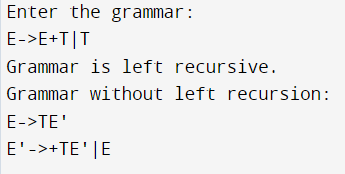 Enter the grammar:
E->E+T|T
Grammar is left recursive.
Grammar without left recursion:
E->TE'
E'->+TE'|E